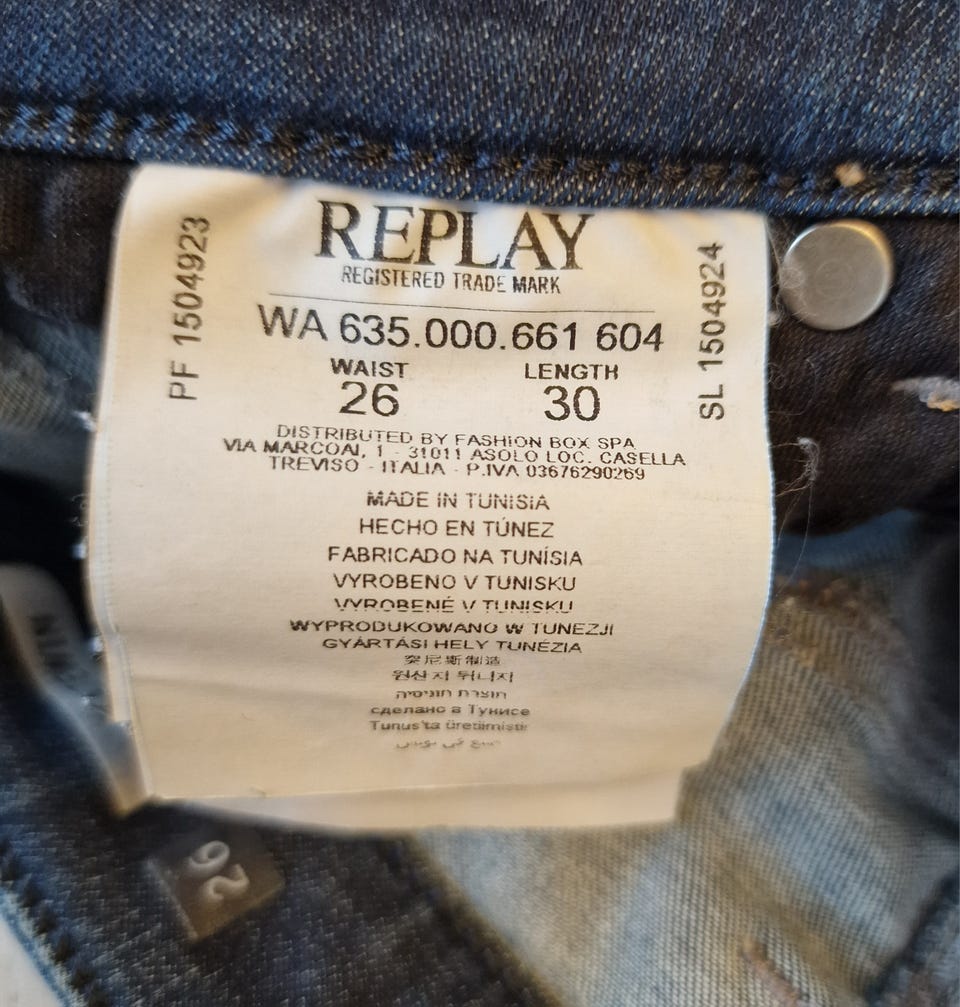 REPLAY
REGISTERED TRADE MARK
WA 635.000.661 604
WAIST LENGTH
26 30
DISTRIBUTED BY FASHION BOX SPA
VIA MARCOAI, 1 - 31011 ASOLO LOC. CASELLA
TREVISO - ITALIA - P.IVA 03676290269
MADE IN TUNISIA
HECHO EN TÚNEZ
FABRICADO NA TUNÍSIA
VYROBENO V TUNISKU
VYROBENÉ V TUNISKU
WYPRODUKOWANO W TUNEZJI
GYÁRTÁSI HELY TUNÉZIA
突尼斯制造
원산지 튀니지
תוצרת תוניסיה
сделано в Тунисе
Tunus'ta üretilmiştir
PF 1504923
SL 1504924
26